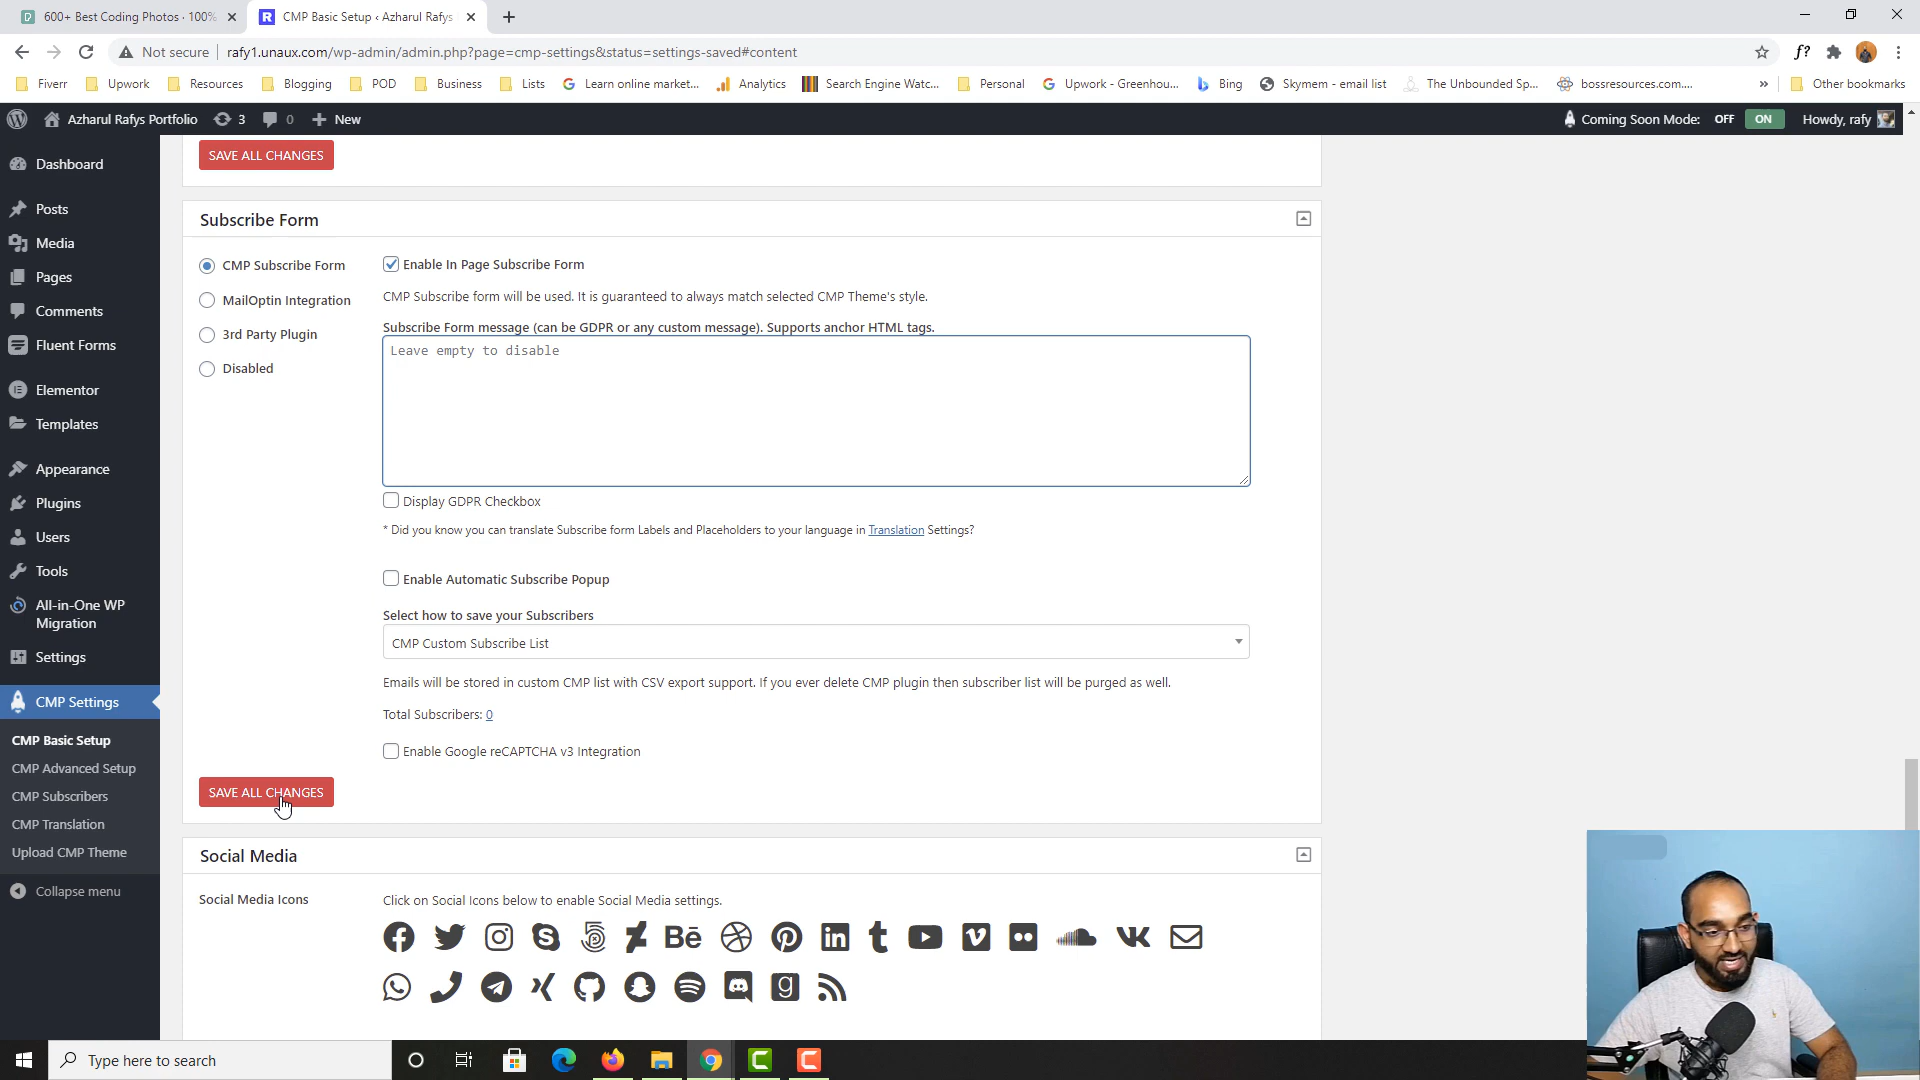 600+ Best Coding Photos · 100%
CMP Basic Setup ‹ Azharul Rafys
Not secure
rafy1.unaux.com/wp-admin/admin.php?page=cmp-settings&status=settings-saved#content
f?
Fiverr
Upwork
Resources
Blogging
POD
Business
Lists
Learn online market...
Analytics
Search Engine Watc...
Personal
Upwork - Greenhou...
Bing
Skymem - email list
The Unbounded Sp...
bossresources.com....
»
Other bookmarks
Azharul Rafys Portfolio
3
0
New
Coming Soon Mode:
OFF
ON
Howdy, rafy
Dashboard
Posts
Media
Pages
Comments
Fluent Forms
Elementor
Templates
Appearance
Plugins
Users
Tools
All-in-One WP
Migration
Settings
CMP Settings
CMP Basic Setup
CMP Advanced Setup
CMP Subscribers
CMP Translation
Upload CMP Theme
Collapse menu
SAVE ALL CHANGES
Subscribe Form
CMP Subscribe Form
MailOptin Integration
3rd Party Plugin
Disabled
Enable In Page Subscribe Form
CMP Subscribe form will be used. It is guaranteed to always match selected CMP Theme's style.
Subscribe Form message (can be GDPR or any custom message). Supports anchor HTML tags.
Leave empty to disable
Display GDPR Checkbox
* Did you know you can translate Subscribe form Labels and Placeholders to your language in Translation Settings?
Enable Automatic Subscribe Popup
Select how to save your Subscribers
CMP Custom Subscribe List
Emails will be stored in custom CMP list with CSV export support. If you ever delete CMP plugin then subscriber list will be purged as well.
Total Subscribers: 0
Enable Google reCAPTCHA v3 Integration
SAVE ALL CHANGES
Social Media
Social Media Icons
Click on Social Icons below to enable Social Media settings.
Type here to search